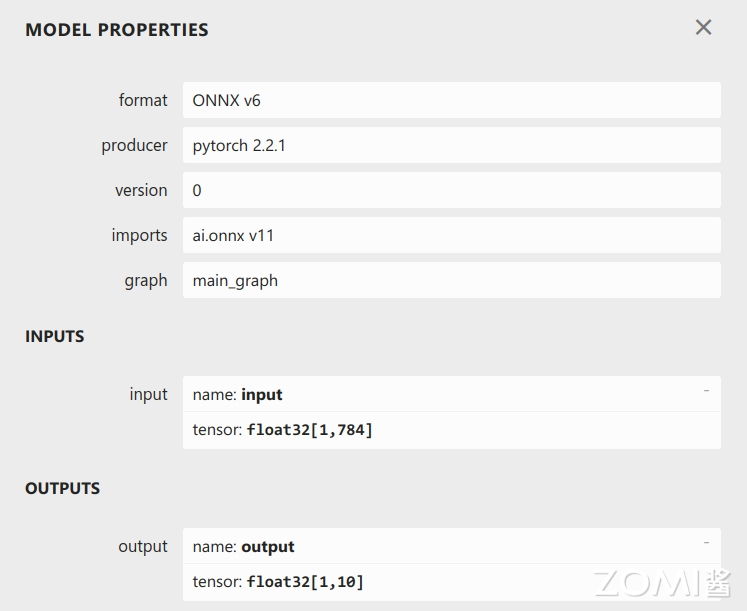 MODEL PROPERTIES
format ONNX v6
producer pytorch 2.2.1
version 0
imports ai.onnx v11
graph main_graph
INPUTS
input name: input -
tensor: float32[1,784]
OUTPUTS
output name: output -
tensor: float32[1,10]
ZOMI酱